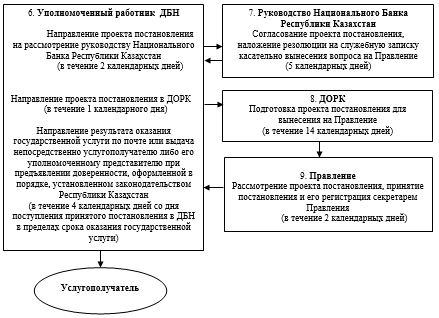 6. Уполномоченный работник ДБН
Направление проекта постановления
на рассмотрение руководству Национального
Банка Республики Казахстан
(в течение 2 календарных дней)
Направление проекта постановления в ДОРК
(в течение 1 календарного дня)
Направление результата оказания
государственной услуги по почте или выдача
непосредственно услугополучателю либо его
уполномоченному представителю при
предъявлении доверенности, оформленной в
порядке, установленном законодательством
Республики Казахстан
(в течение 4 календарных дней со дня
поступления принятого постановления в ДБН
в пределах срока оказания государственной
услуги)
7. Руководство Национального Банка
Республики Казахстан
Согласование проекта постановления,
наложение резолюции на служебную записку
касательно вынесения вопроса на Правление
(5 календарных дней)
8. ДОРК
Подготовка проекта постановления для
вынесения на Правление
(в течение 14 календарных дней)
9. Правление
Рассмотрение проекта постановления, принятие
постановления и его регистрация секретарем
Правления
(в течение 2 календарных дней)
Услугополучатель